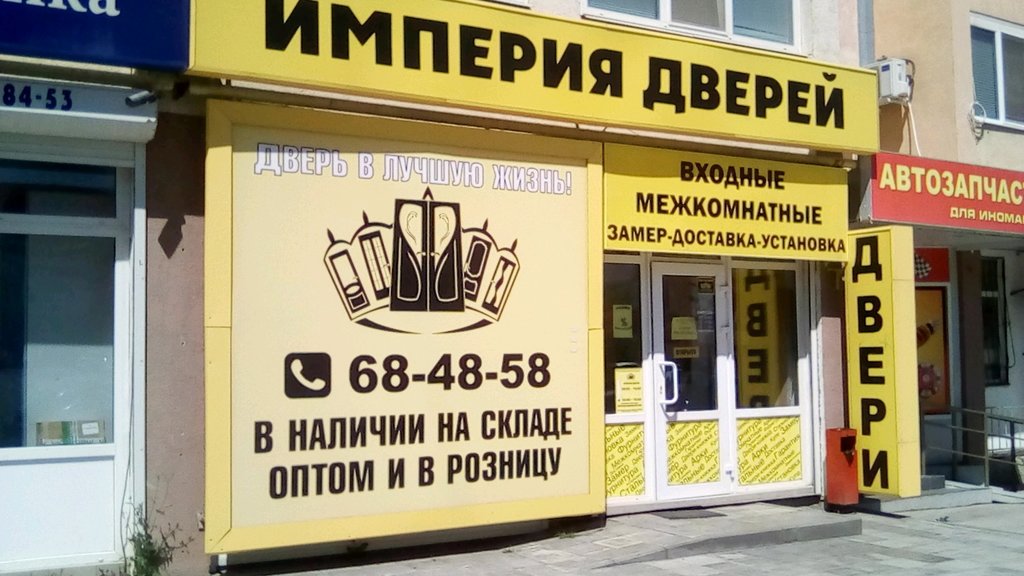 84-53
ИМПЕРИЯ ДВЕРЕЙ
ДВЕРЬ В ЛУЧШУЮ ЖИЗНЬ!
68-48-58
В НАЛИЧИИ НА СКЛАДЕ
ОПТОМ И В РОЗНИЦУ
ВХОДНЫЕ
МЕЖКОМНАТНЫЕ
ЗАМЕР-ДОСТАВКА-УСТАНОВКА
ДВЕРИ
АВТОЗАПЧАС
ДЛЯ ИНОМА